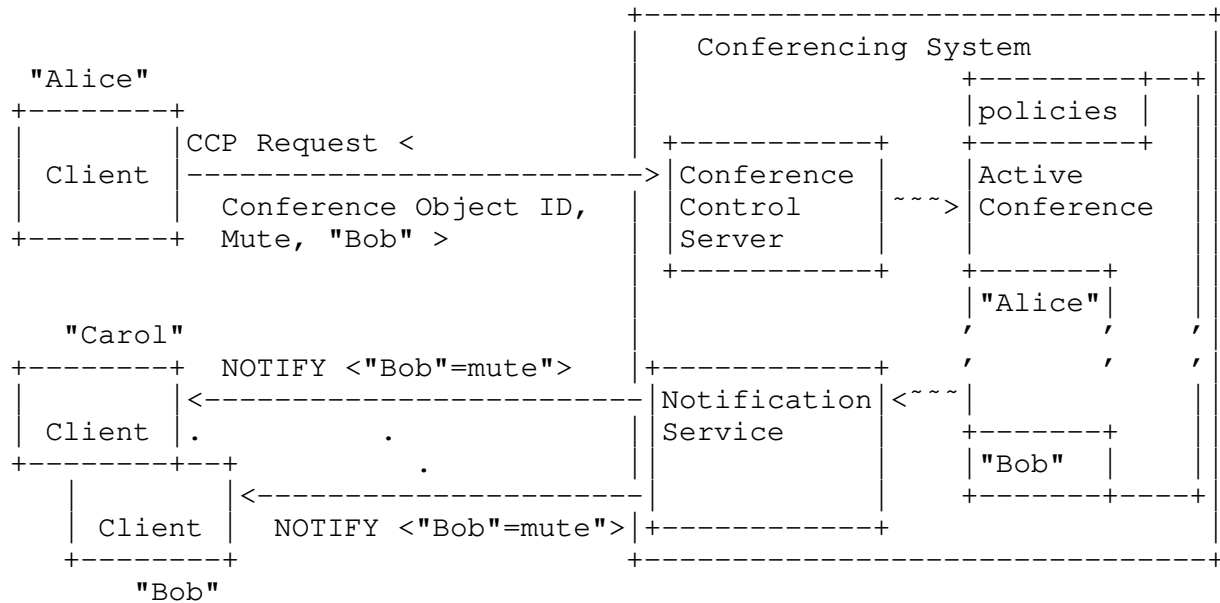 Conferencing System
"Alice"
policies
CCP Request <
Client
Conference Object ID,
Mute, "Bob" >
Conference
Control
Server
Active
Conference
"Alice"
"Carol"
NOTIFY <"Bob"=mute">
Client
Notification
Service
"Bob"
Client
NOTIFY <"Bob"=mute">
"Bob"